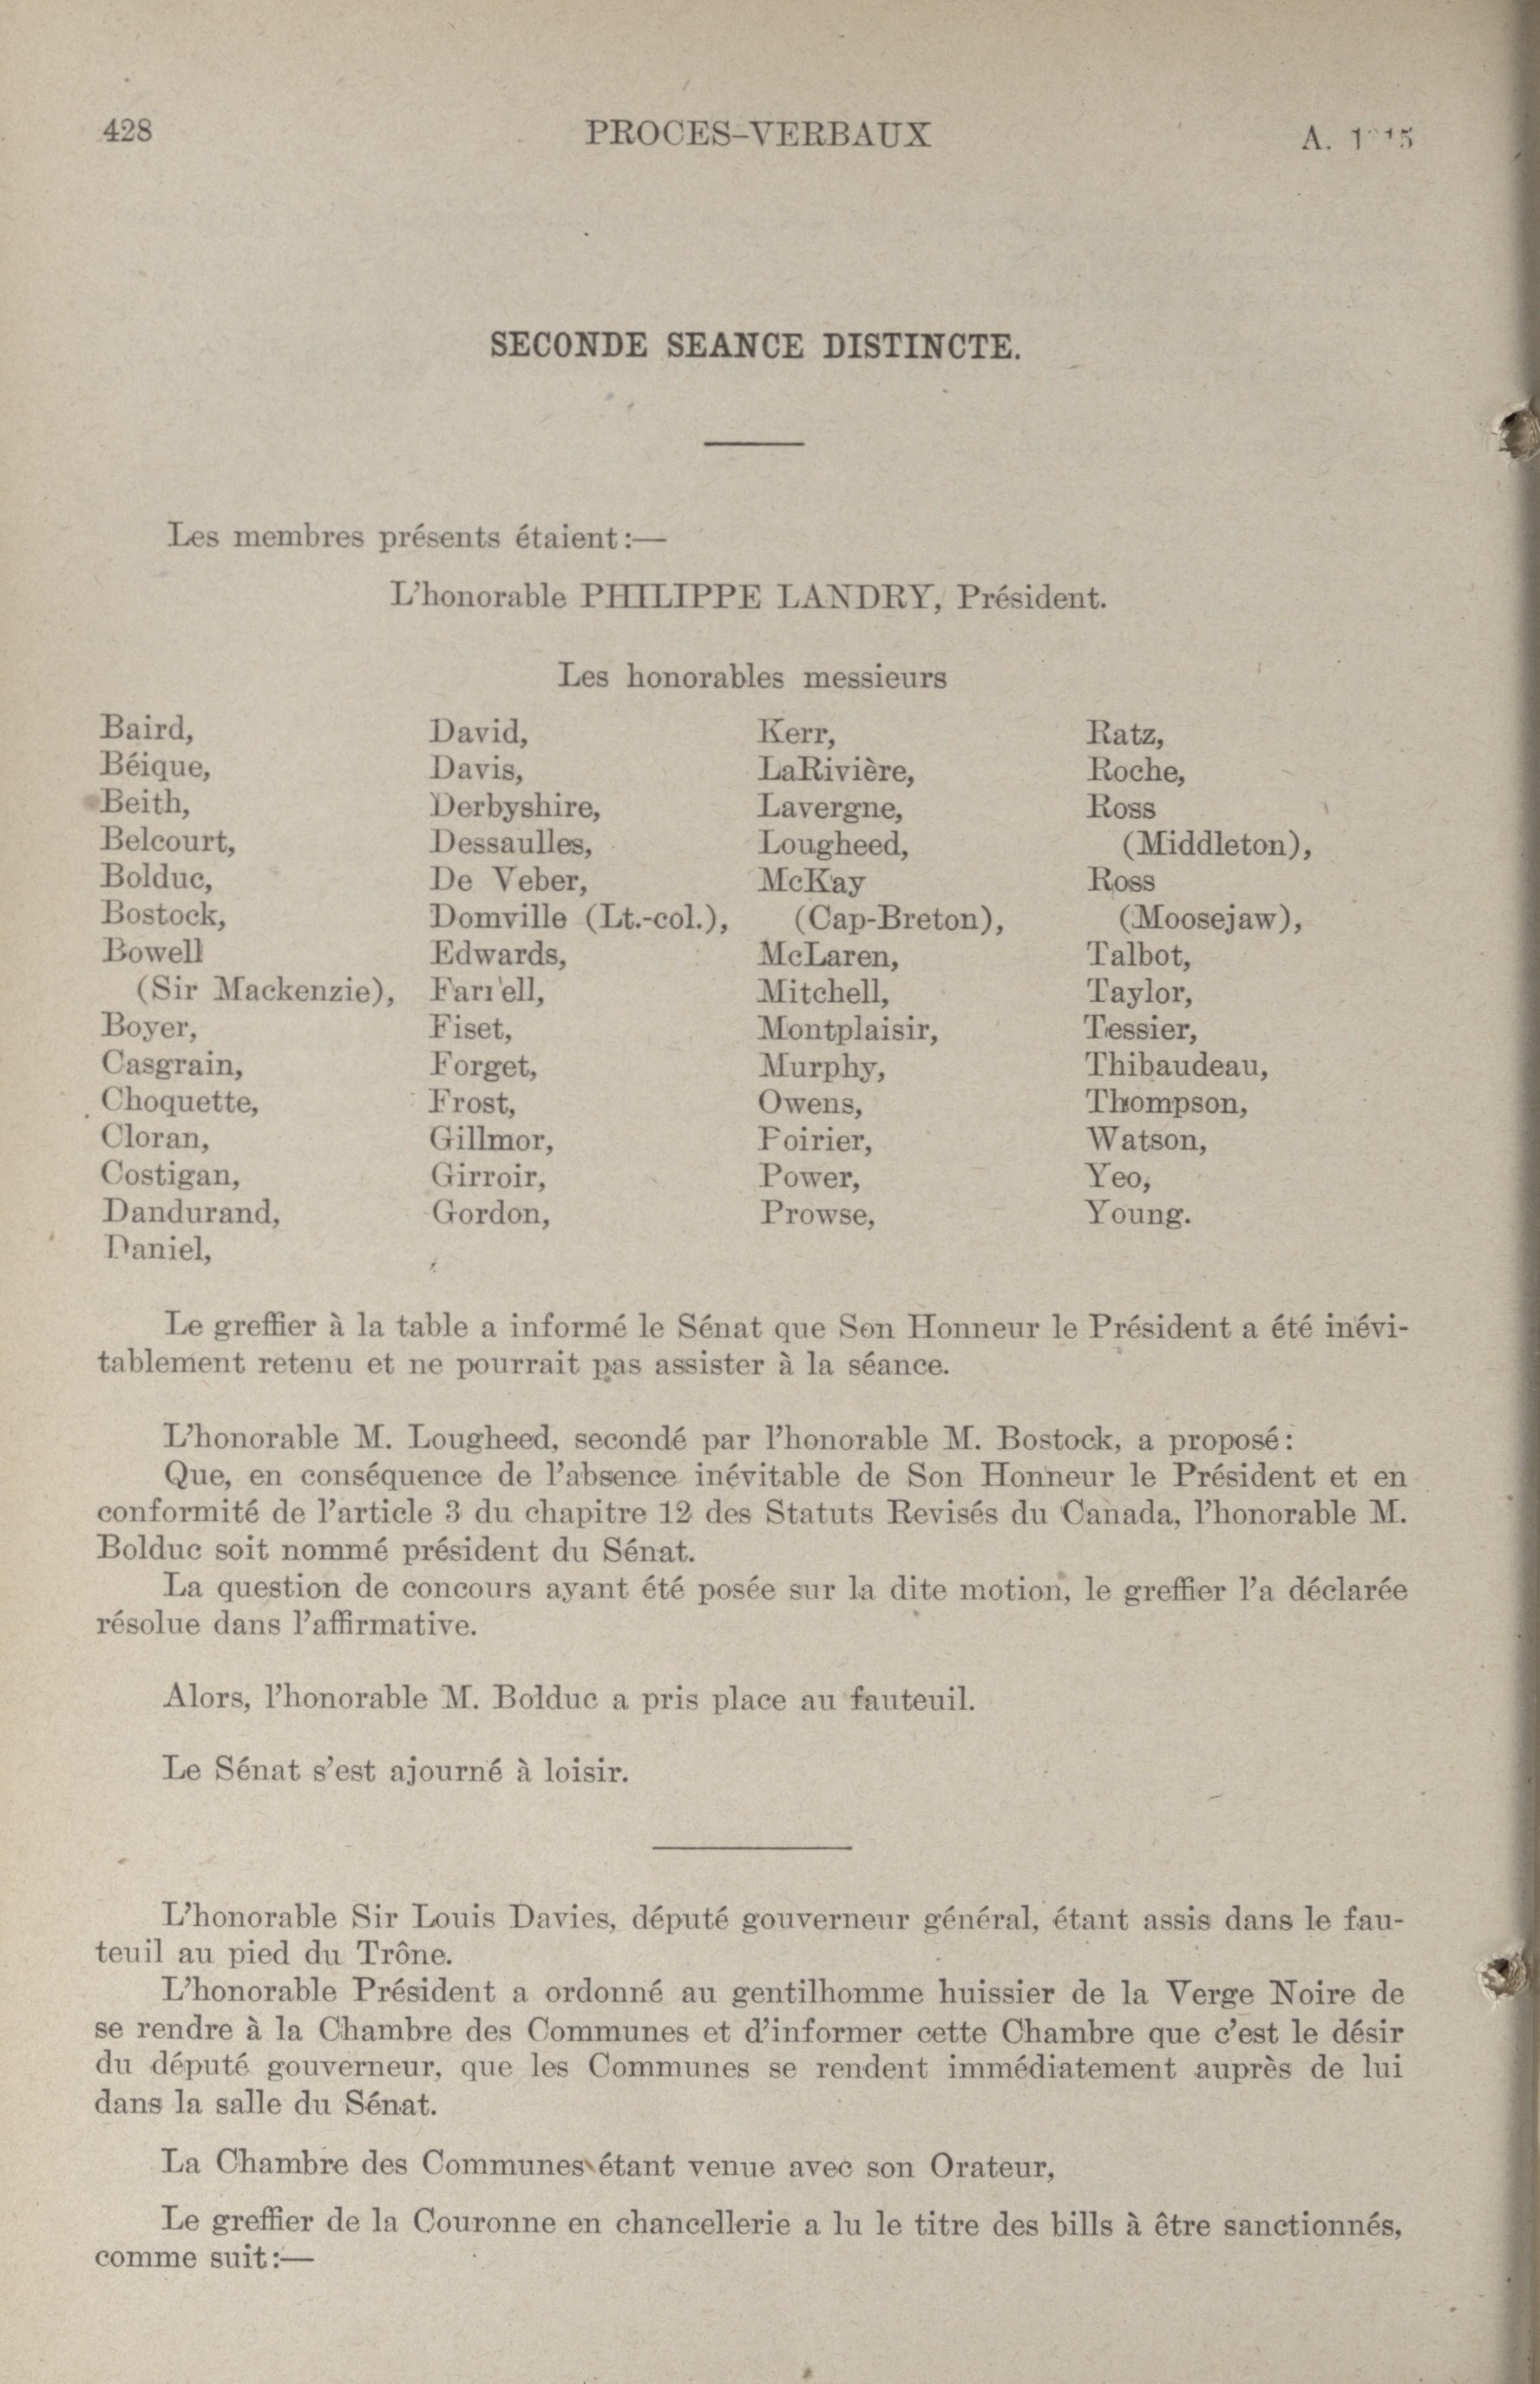 428
PROCES-VERBAUX
A. 1915
SECONDE SEANCE DISTINCTE.
Les membres présents étaient:—
L'honorable PHILIPPE LANDRY, Président.
Les honorables messieurs
Baird,
Béique,
Beith,
Belcourt,
Bolduc,
Bostock,
Bowell
(Sir Mackenzie),
Boyer,
Casgrain,
Choquette,
Cloran,
Costigan,
Dandurand,
Daniel,
David,
Davis,
Derbyshire,
Dessaulles,
De Veber,
Domville (Lt.-col.),
Edwards,
Farrell,
Fiset,
Forget,
Frost,
Gillmor,
Girroir,
Gordon,
Kerr,
LaRivière,
Lavergne,
Lougheed,
McKay
(Cap-Breton),
McLaren,
Mitchell,
Montplaisir,
Murphy,
Owens,
Poirier,
Power,
Prowse,
Ratz,
Roche,
Ross
(Middleton),
Ross
(Moosejaw),
Talbot,
Taylor,
Tessier,
Thibaudeau,
Thompson,
Watson,
Yeo,
Young.
Le greffier à la table a informé le Sénat que Son Honneur le Président a été inévi-
tablement retenu et ne pourrait pas assister à la séance.
L'honorable M. Lougheed, secondé par l'honorable M. Bostock, a proposé:
Que, en conséquence de l'absence inévitable de Son Honneur le Président et en
conformité de l'article 3 du chapitre 12 des Statuts Revisés du Canada, l'honorable M.
Bolduc soit nommé président du Sénat.
La question de concours ayant été posée sur la dite motion, le greffier l'a déclarée
résolue dans l'affirmative.
Alors, l'honorable M. Bolduc a pris place au fauteuil.
Le Sénat s'est ajourné à loisir.
L'honorable Sir Louis Davies, député gouverneur général, étant assis dans le fau-
teuil au pied du Trône.
L'honorable Président a ordonné au gentilhomme huissier de la Verge Noire de
se rendre à la Chambre des Communes et d'informer cette Chambre que c'est le désir
du député gouverneur, que les Communes se rendent immédiatement auprès de lui
dans la salle du Sénat.
La Chambre des Communes étant venue avec son Orateur,
Le greffier de la Couronne en chancellerie a lu le titre des bills à être sanctionnés,
comme suit:—